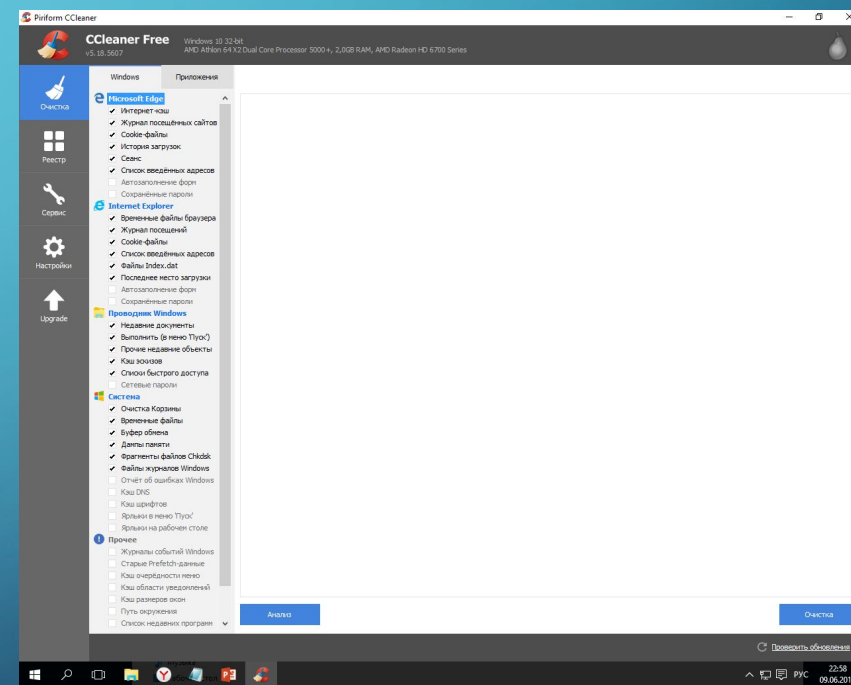 Piriform CCleaner
CCleaner Free
v5.18.5607
Windows 10 32-bit
AMD Athlon 64 X2 Dual Core Processor 5000+, 2,0GB RAM, AMD Radeon HD 6700 Series
Очистка
Реестр
Сервис
Настройки
Upgrade
Windows Приложения
Microsoft Edge
Интернет-кэш
Журнал посещённых сайтов
Cookie-файлы
История загрузок
Сеанс
Список введённых адресов
Автозаполнение форм
Сохранённые пароли
Internet Explorer
Временные файлы браузера
Журнал посещений
Cookie-файлы
Список введённых адресов
Файлы Index.dat
Последнее место загрузки
Автозаполнение форм
Сохранённые пароли
Проводник Windows
Недавние документы
Выполнить (в меню 'Пуск')
Прочие недавние объекты
Кэш эскизов
Списки быстрого доступа
Сетевые пароли
Система
Очистка Корзины
Временные файлы
Буфер обмена
Дампы памяти
Фрагменты файлов Chkdsk
Файлы журналов Windows
Отчёт об ошибках Windows
Кэш DNS
Кэш шрифтов
Ярлыки в меню 'Пуск'
Ярлыки на рабочем столе
Прочее
Журналы событий Windows
Старые Prefetch-данные
Кэш очерёдности меню
Кэш области уведомлений
Кэш размеров окон
Путь окружения
Список недавних программ
Анализ
Очистка
Проверить обновления
РУС
22:58
09.06.201